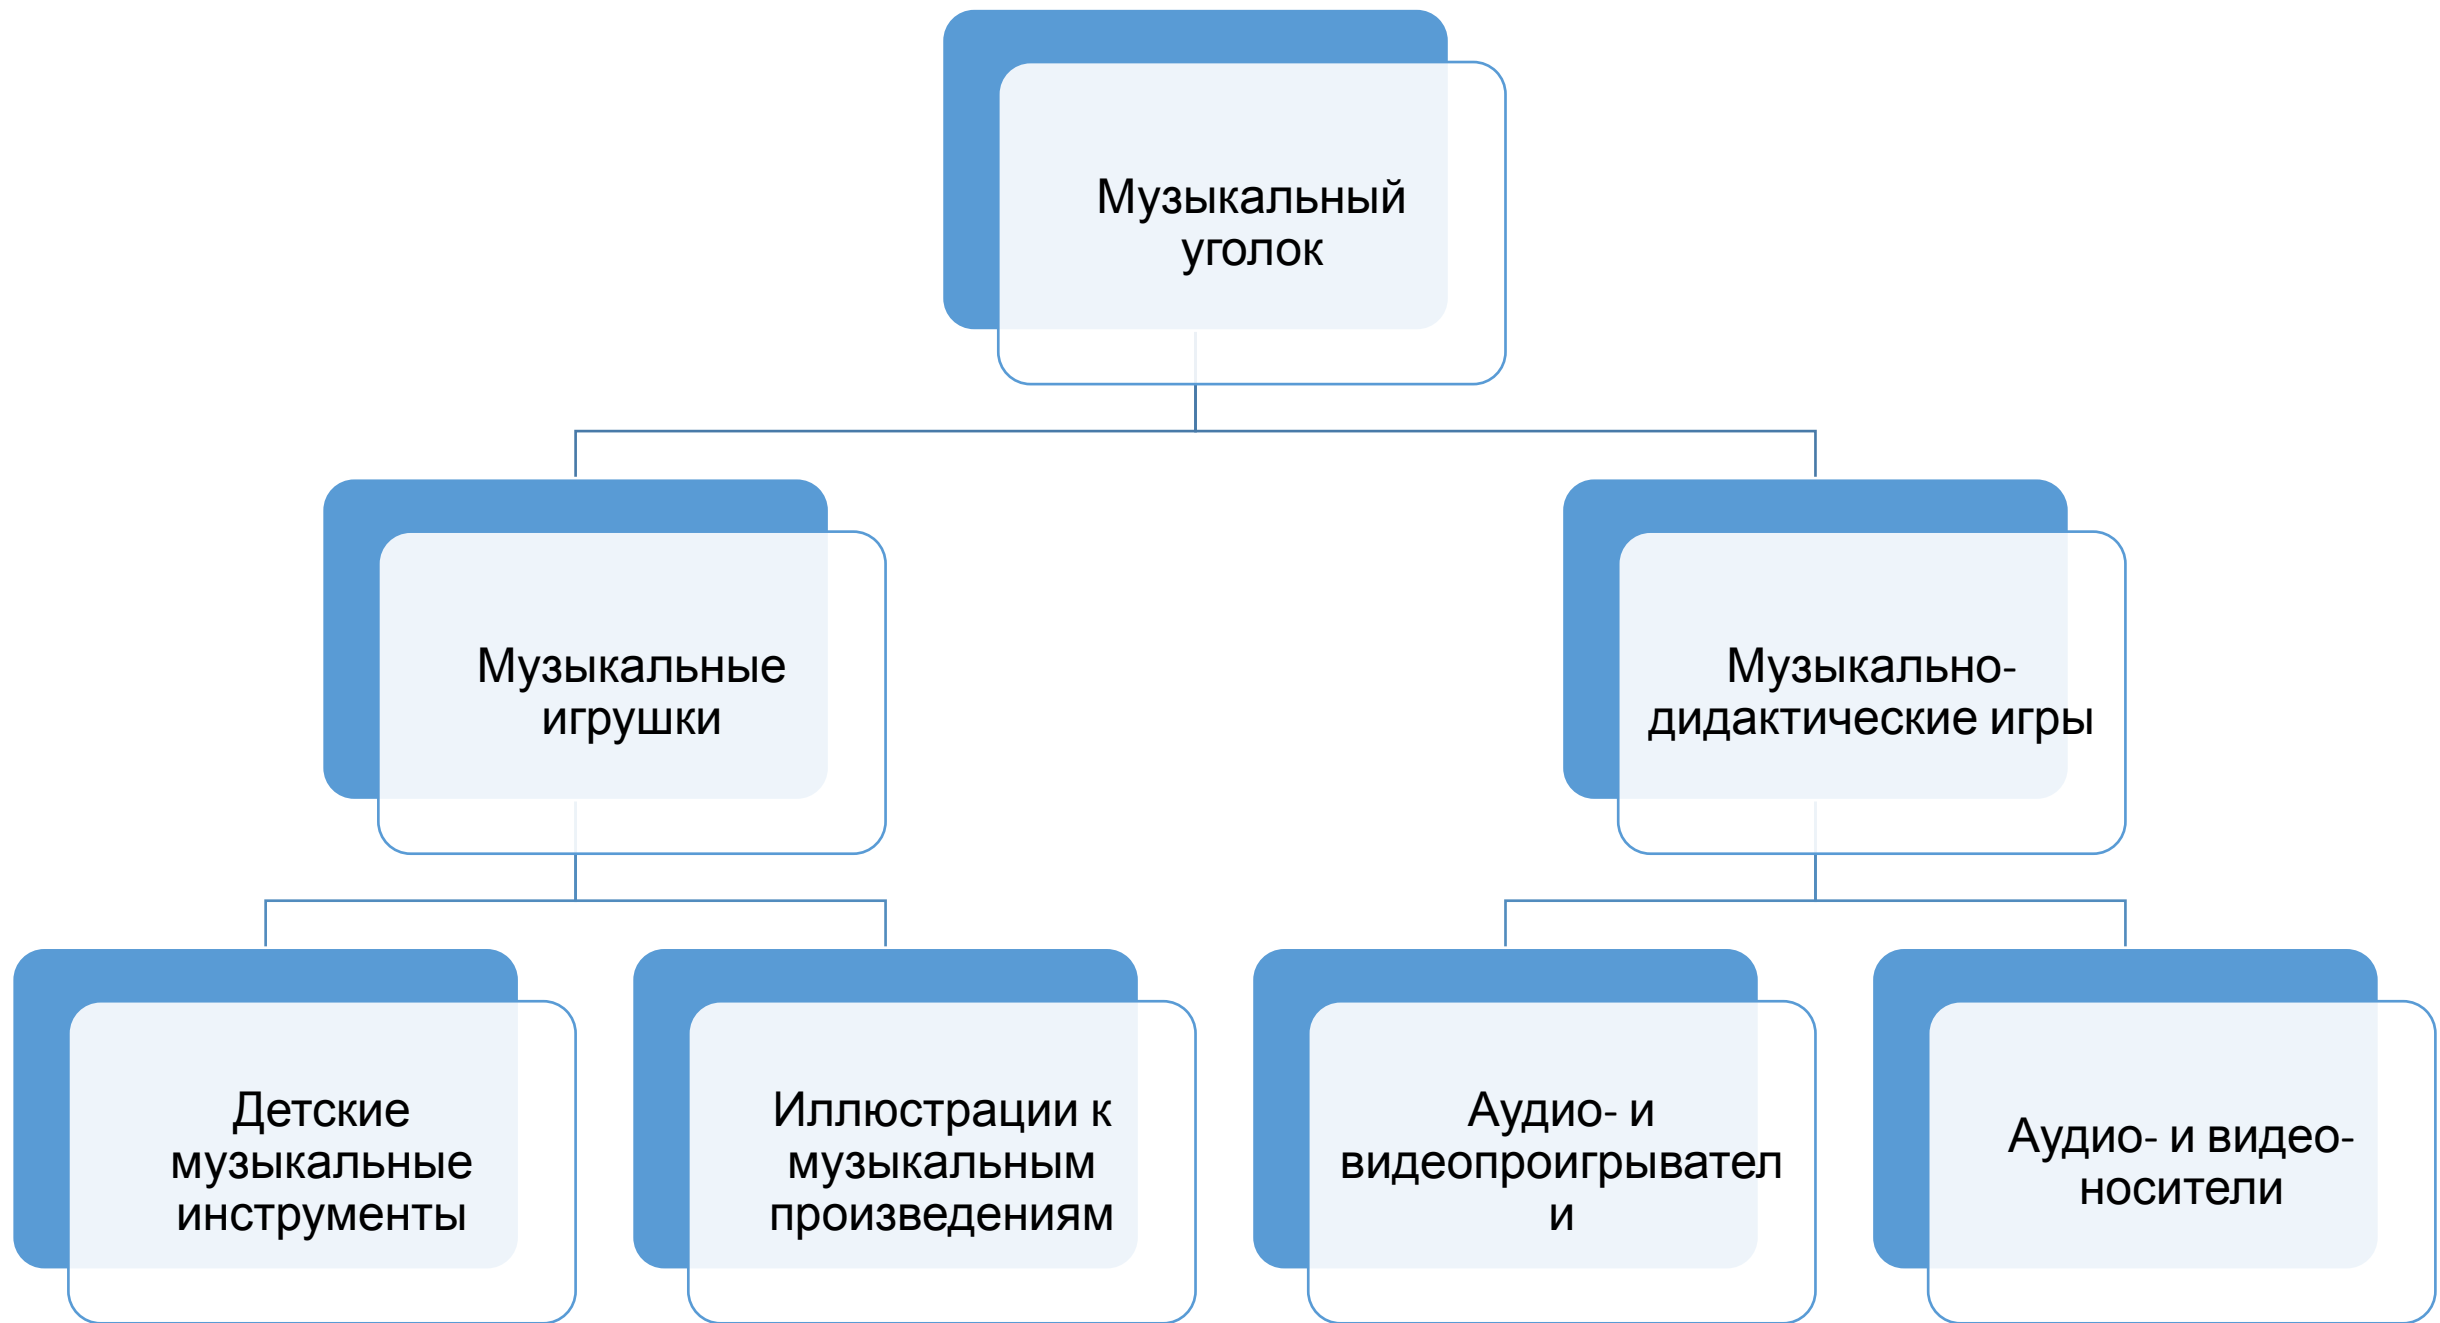 Музыкальный
уголок
Музыкальные
игрушки
Музыкально-
дидактические игры
Детские
музыкальные
инструменты
Иллюстрации к
музыкальным
произведениям
Аудио- и
видеопроигрывател
и
Аудио- и видео-
носители